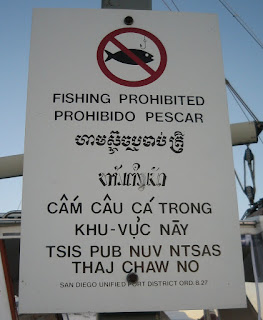 FISHING PROHIBITED
PROHIBIDO PESCAR
CẤM CÂU CÁ TRONG
KHU-VỰC NÃY
TSIS PUB NUV NTSAS
THAJ CHAW NO
SAN DIEGO UNIFIED PORT DISTRICT ORD. 8.27